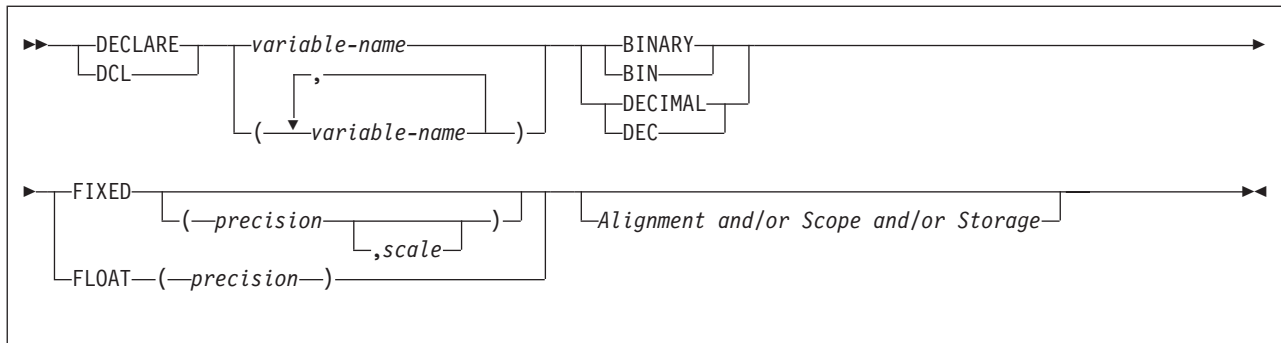 DECLARE variable-name BINARY
DCL , BIN
DECIMAL
( variable-name ) DEC
FIXED
( precision ) Alignment and/or Scope and/or Storage
,scale
FLOAT ( precision )